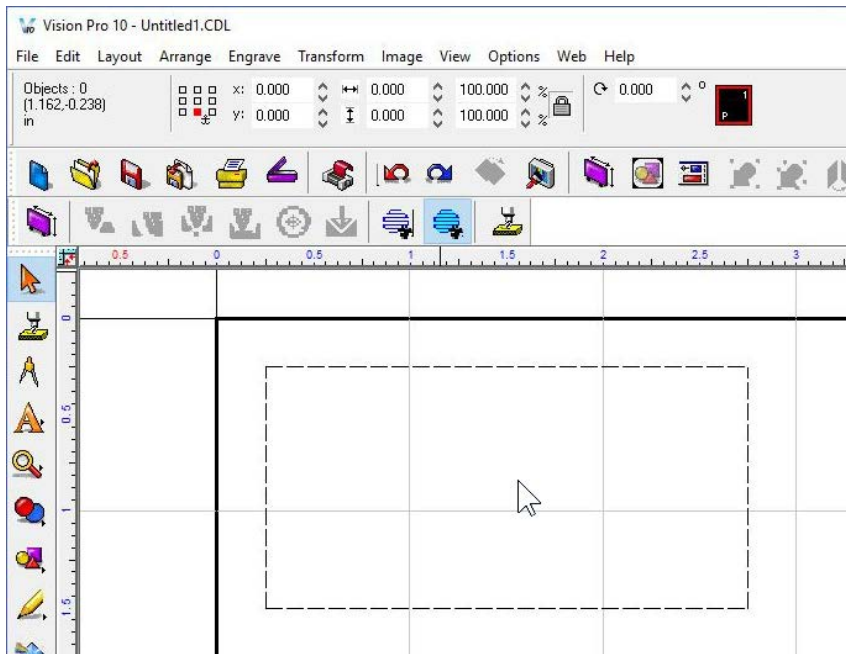 Vision Pro 10 - Untitled1.CDL
File Edit Layout Arrange Engrave Transform Image View Options Web Help
Objects : 0 x: 0.000 0.000 100.000 % 0.000 °
(1.162,-0.238)
in y: 0.000 0.000 100.000 %
1
P
0.5 0 0.5 1 1.5 2 2.5 3
0
0.5
1
1.5